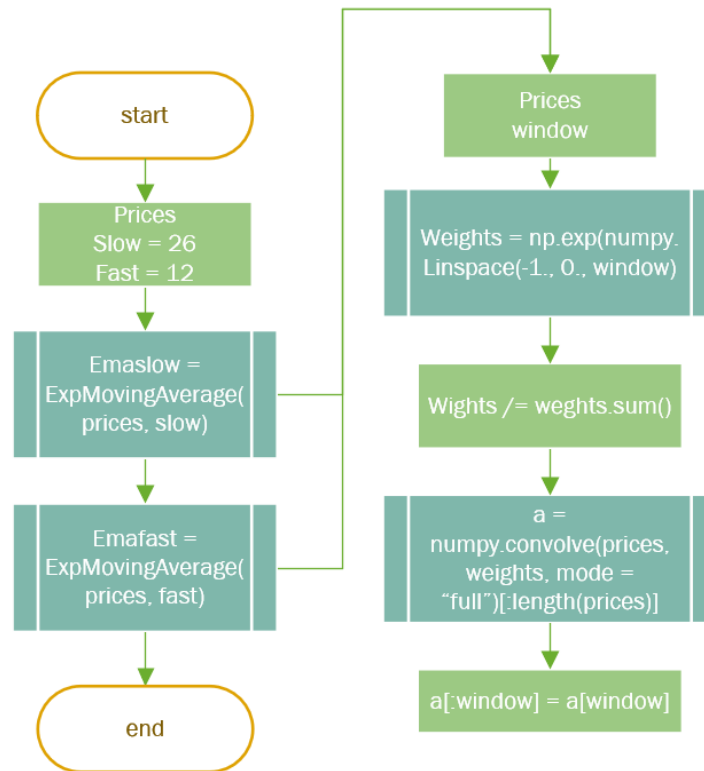 start
Prices
Slow = 26
Fast = 12
Emaslow =
ExpMovingAverage(
prices, slow)
Emafast =
ExpMovingAverage(
prices, fast)
end
Prices
window
Weights = np.exp(numpy.
Linspace(-1., 0., window)
Wights /= weghts.sum()
a =
numpy.convolve(prices,
weights, mode =
“full”)[:length(prices)]
a[:window] = a[window]